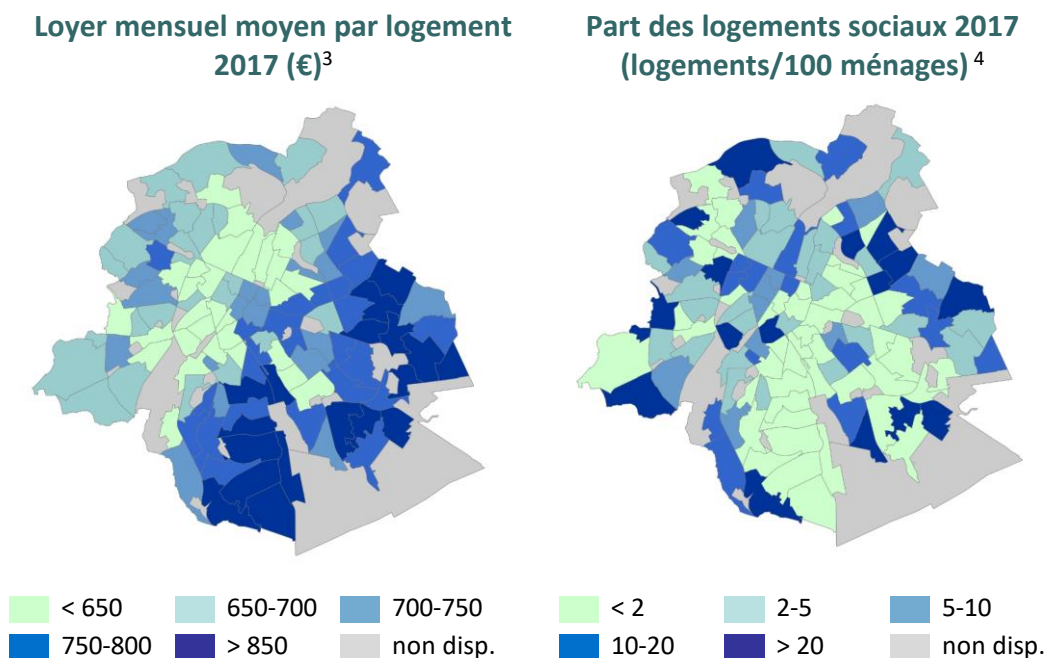 Loyer mensuel moyen par logement
2017 (€)³
Part des logements sociaux 2017
(logements/100 ménages) ⁴
< 650
650-700
700-750
750-800
> 850
non disp.
< 2
2-5
5-10
10-20
> 20
non disp.